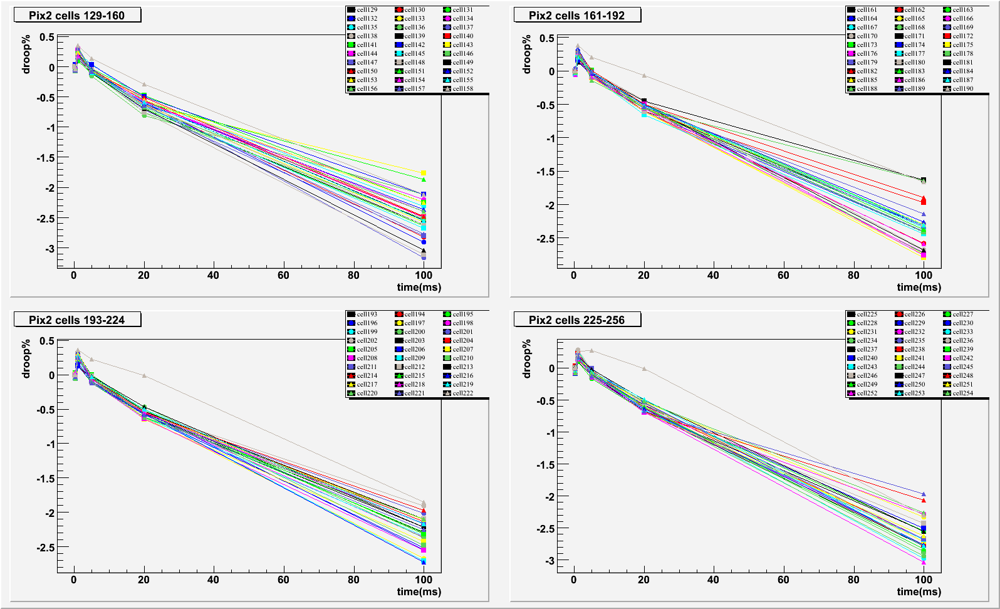 Pix2 cells 129-160
cell129 cell130 cell131
cell132 cell133 cell134
cell135 cell136 cell137
cell138 cell139 cell140
cell141 cell142 cell143
cell144 cell145 cell146
cell147 cell148 cell149
cell150 cell151 cell152
cell153 cell154 cell155
cell156 cell157 cell158
droop%
0.5
0
-0.5
-1
-1.5
-2
-2.5
-3
0 20 40 60 80 100
time(ms)
Pix2 cells 161-192
cell161 cell162 cell163
cell164 cell165 cell166
cell167 cell168 cell169
cell170 cell171 cell172
cell173 cell174 cell175
cell176 cell177 cell178
cell179 cell180 cell181
cell182 cell183 cell184
cell185 cell186 cell187
cell188 cell189 cell190
droop%
0.5
0
-0.5
-1
-1.5
-2
-2.5
0 20 40 60 80 100
time(ms)
Pix2 cells 193-224
cell193 cell194 cell195
cell196 cell197 cell198
cell199 cell200 cell201
cell202 cell203 cell204
cell205 cell206 cell207
cell208 cell209 cell210
cell211 cell212 cell213
cell214 cell215 cell216
cell217 cell218 cell219
cell220 cell221 cell222
droop%
0.5
0
-0.5
-1
-1.5
-2
-2.5
0 20 40 60 80 100
time(ms)
Pix2 cells 225-256
cell225 cell226 cell227
cell228 cell229 cell230
cell231 cell232 cell233
cell234 cell235 cell236
cell237 cell238 cell239
cell240 cell241 cell242
cell243 cell244 cell245
cell246 cell247 cell248
cell249 cell250 cell251
cell252 cell253 cell254
droop%
0
-0.5
-1
-1.5
-2
-2.5
-3
0 20 40 60 80 100
time(ms)